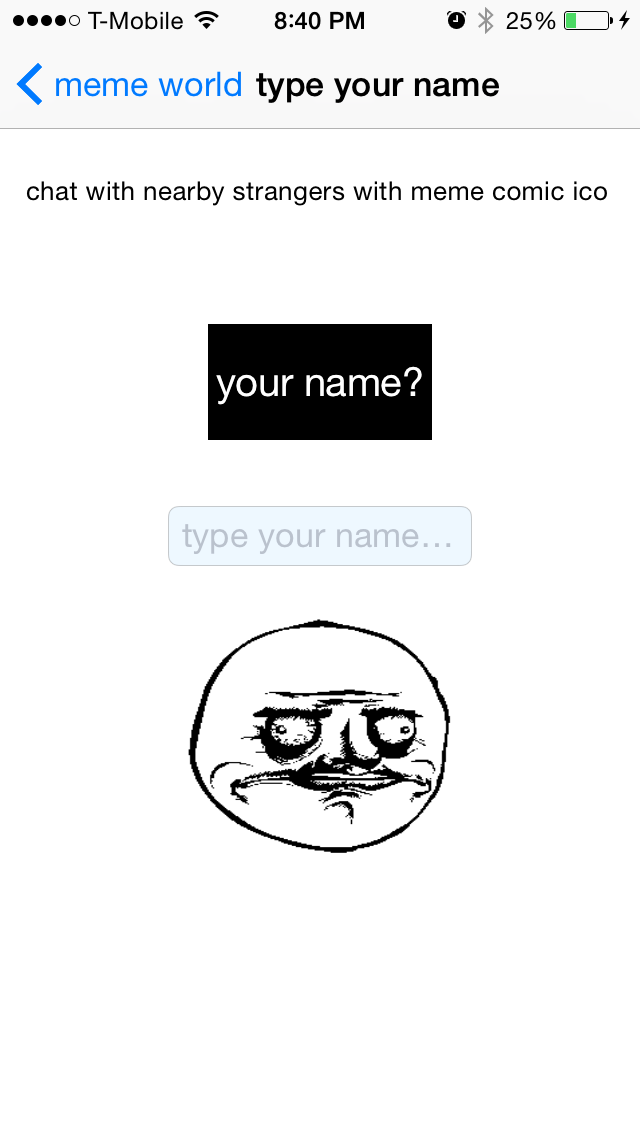 T-Mobile 8:40 PM 25%
meme world type your name
chat with nearby strangers with meme comic ico
your name?
type your name...